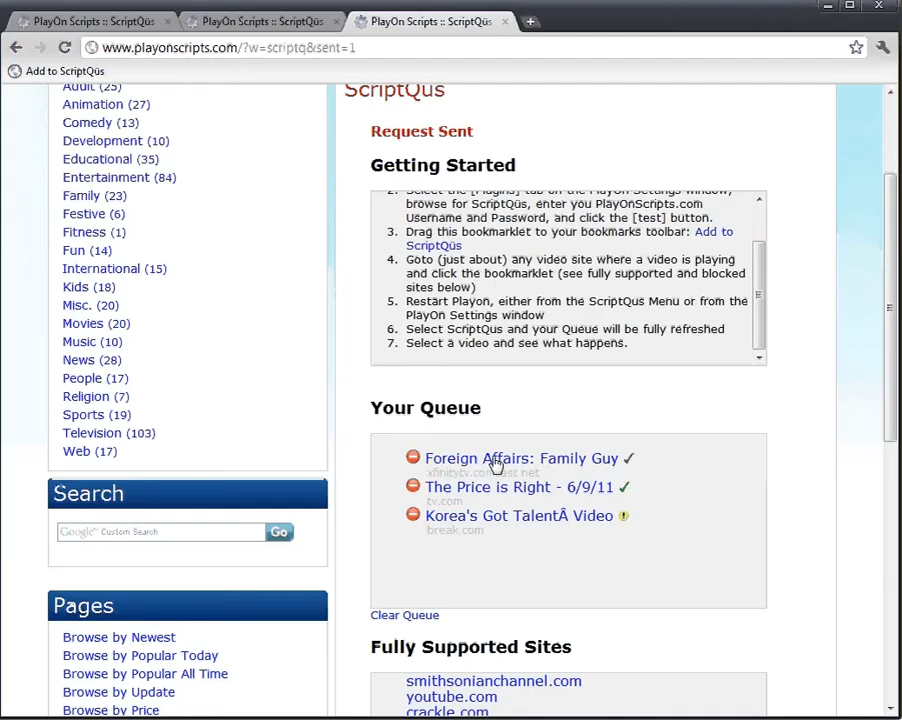 PlayOn Scripts :: ScriptQüs
PlayOn Scripts :: ScriptQüs
PlayOn Scripts :: ScriptQüs
www.playonscripts.com/?w=scriptq&sent=1
Add to ScriptQüs
Adult (25)
Animation (27)
Comedy (13)
Development (10)
Educational (35)
Entertainment (84)
Family (23)
Festive (6)
Fitness (1)
Fun (14)
International (15)
Kids (18)
Misc. (20)
Movies (20)
Music (10)
News (28)
People (17)
Religion (7)
Sports (19)
Television (103)
Web (17)
Search
Google™ Custom Search
Go
Pages
Browse by Newest
Browse by Popular Today
Browse by Popular All Time
Browse by Update
Browse by Price
ScriptQüs
Request Sent
Getting Started
2. Select the [Plugins] tab on the PlayOn Settings window,
browse for ScriptQüs, enter you PlayOnScripts.com
Username and Password, and click the [test] button.
3. Drag this bookmarklet to your bookmarks toolbar: Add to
ScriptQüs
4. Goto (just about) any video site where a video is playing
and click the bookmarklet (see fully supported and blocked
sites below)
5. Restart Playon, either from the ScriptQüs Menu or from the
PlayOn Settings window
6. Select ScriptQus and your Queue will be fully refreshed
7. Select a video and see what happens.
Your Queue
Foreign Affairs: Family Guy
xfinitytv.comcast.net
The Price is Right - 6/9/11
tv.com
Korea's Got TalentÂ Video
break.com
Clear Queue
Fully Supported Sites
smithsonianchannel.com
youtube.com
crackle.com